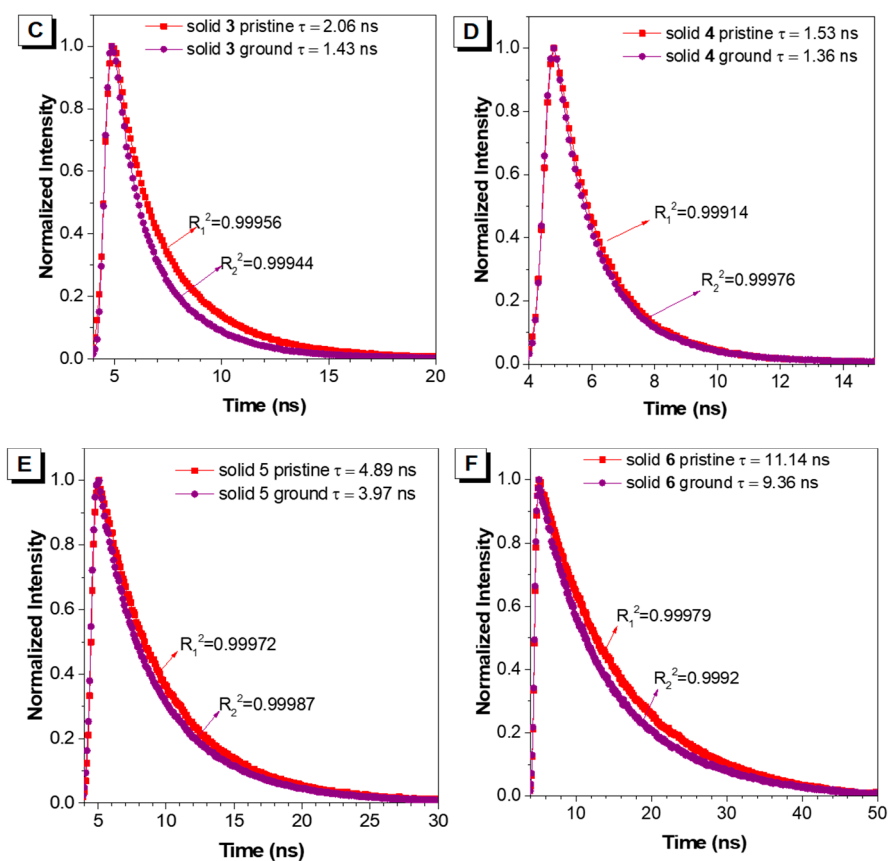 C
solid 3 pristine τ = 2.06 ns
solid 3 ground τ = 1.43 ns
Normalized Intensity
1.0
0.8
0.6
0.4
0.2
0.0
R₁²=0.99956
R₂²=0.99944
5
10
15
20
Time (ns)
D
solid 4 pristine τ = 1.53 ns
solid 4 ground τ = 1.36 ns
Normalized Intensity
1.0
0.8
0.6
0.4
0.2
0.0
R₁²=0.99914
R₂²=0.99976
4
6
8
10
12
14
Time (ns)
E
solid 5 pristine τ = 4.89 ns
solid 5 ground τ = 3.97 ns
Normalized Intensity
1.0
0.8
0.6
0.4
0.2
0.0
R₁²=0.99972
R₂²=0.99987
5
10
15
20
25
30
Time (ns)
F
solid 6 pristine τ = 11.14 ns
solid 6 ground τ = 9.36 ns
Normalized Intensity
1.0
0.8
0.6
0.4
0.2
0.0
R₁²=0.99979
R₂²=0.9992
10
20
30
40
50
Time (ns)